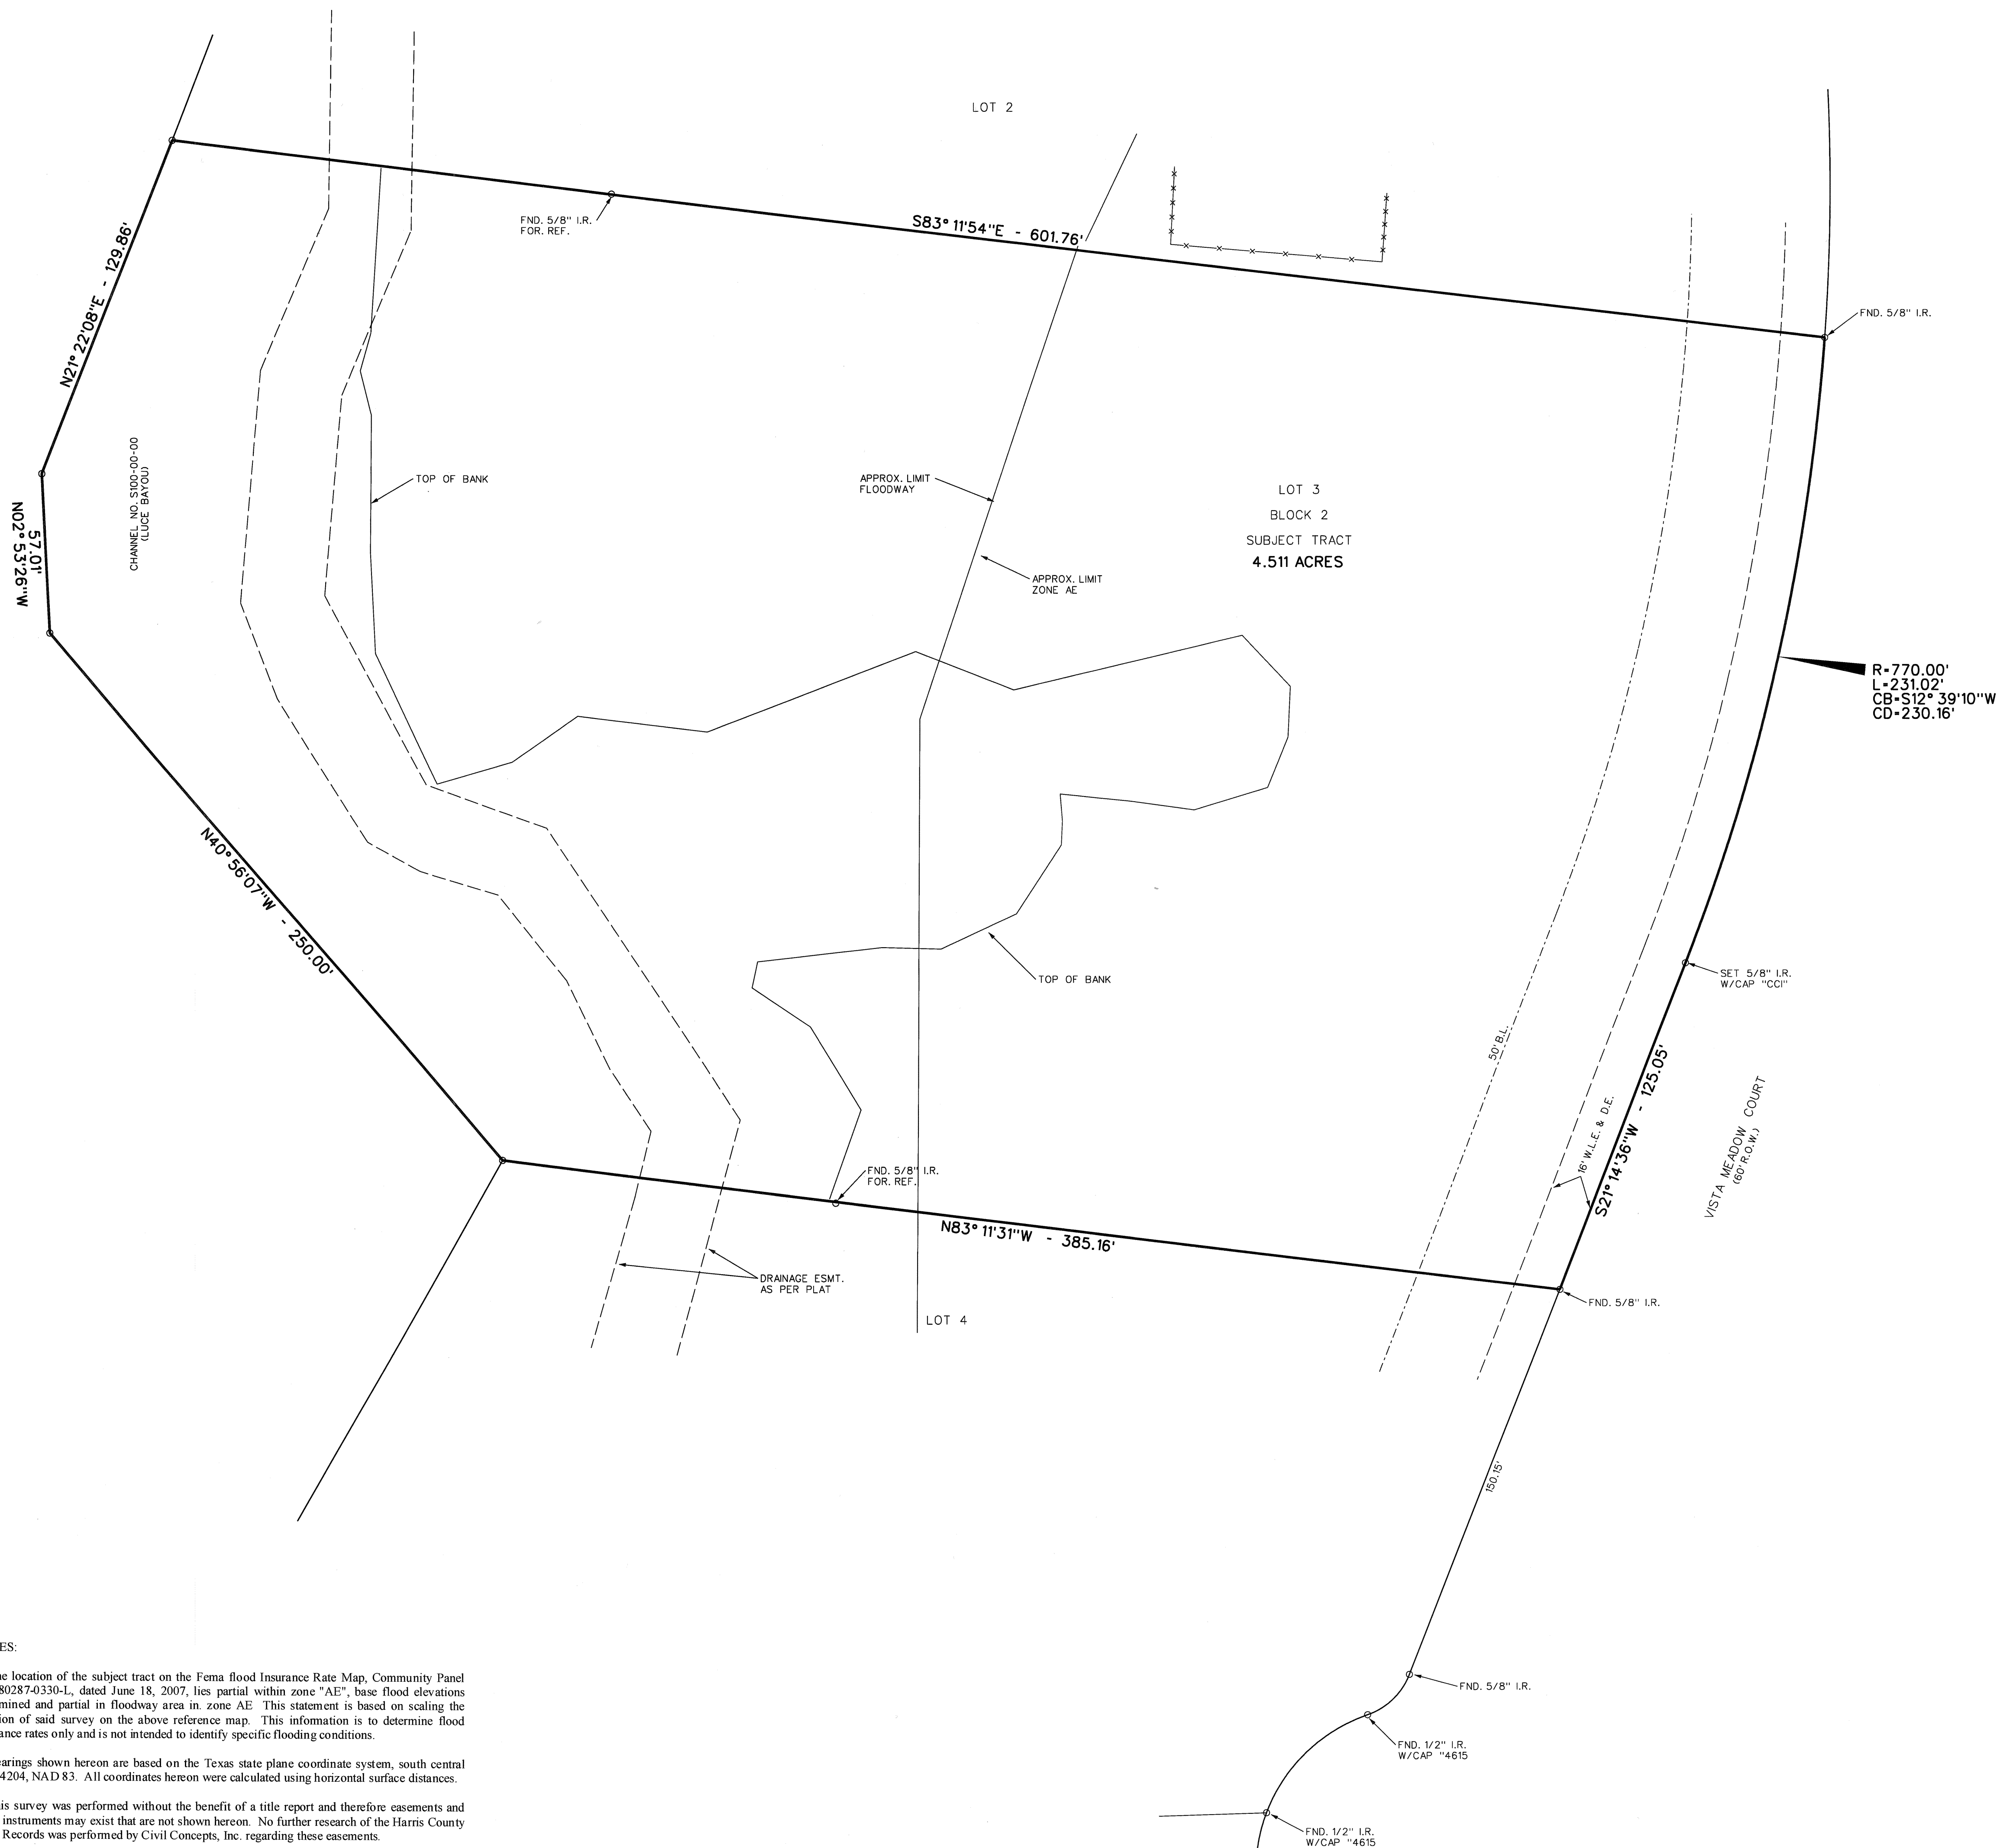 LOT 2
FND. 5/8" I.R.
FOR. REF.
S83° 11'54"E - 601.76'
FND. 5/8" I.R.
N21° 22'08"E - 129.86'
CHANNEL NO. S100-00-00
(LUCE BAYOU)
57.01'
N02° 53'26"W
TOP OF BANK
APPROX. LIMIT
FLOODWAY
LOT 3
BLOCK 2
SUBJECT TRACT
4.511 ACRES
APPROX. LIMIT
ZONE AE
R=770.00'
L=231.02'
CB=S12° 39'10"W
CD=230.16'
N40° 56'07"W - 250.00'
TOP OF BANK
SET 5/8" I.R.
W/CAP "CCI"
50' B.L.
16' W.L.E. & D.E.
S21° 14'36"W - 125.05'
VISTA MEADOW COURT
(60' R.O.W.)
FND. 5/8" I.R.
FOR. REF.
N83° 11'31"W - 385.16'
DRAINAGE ESMT.
AS PER PLAT
LOT 4
FND. 5/8" I.R.
150.15'
FND. 5/8" I.R.
FND. 1/2" I.R.
W/CAP "4615
FND. 1/2" I.R.
W/CAP "4615
ES:
e location of the subject tract on the Fema flood Insurance Rate Map, Community Panel
80287-0330-L, dated June 18, 2007, lies partial within zone "AE", base flood elevations
mined and partial in floodway area in. zone AE This statement is based on scaling the
ion of said survey on the above reference map. This information is to determine flood
ance rates only and is not intended to identify specific flooding conditions.
earings shown hereon are based on the Texas state plane coordinate system, south central
4204, NAD 83. All coordinates hereon were calculated using horizontal surface distances.
is survey was performed without the benefit of a title report and therefore easements and
instruments may exist that are not shown hereon. No further research of the Harris County
Records was performed by Civil Concepts, Inc. regarding these easements.